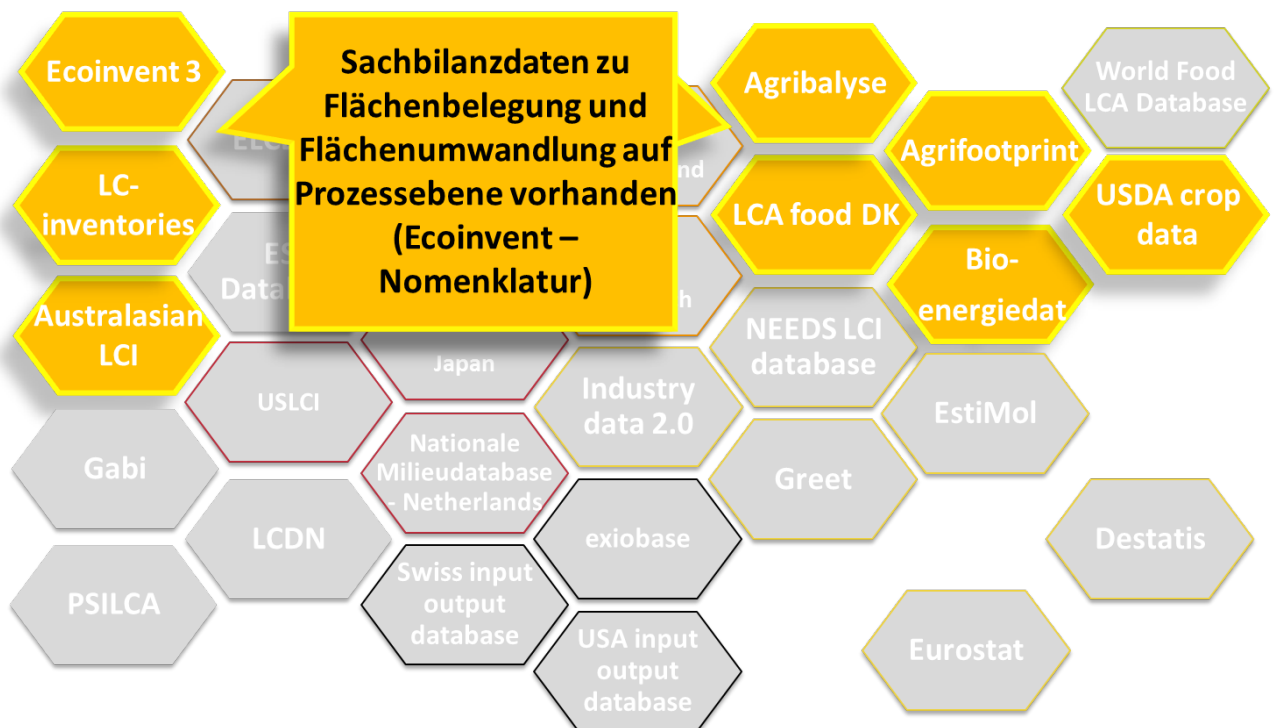 Ecoinvent 3
LC-
inventories
Australasian
LCI
Gabi
PSILCA
USLCI
LCDN
Sachbilanzdaten zu
Flächenbelegung und
Flächenumwandlung auf
Prozessebene vorhanden
(Ecoinvent –
Nomenklatur)
Japan
Nationale
Milieudatabase
- Netherlands
Swiss input
output
database
Industry
data 2.0
exiobase
USA input
output
database
Agribalyse
LCA food DK
NEEDS LCI
database
Greet
Agrifootprint
Bio-
energiedat
EstiMol
Eurostat
World Food
LCA Database
USDA crop
data
Destatis